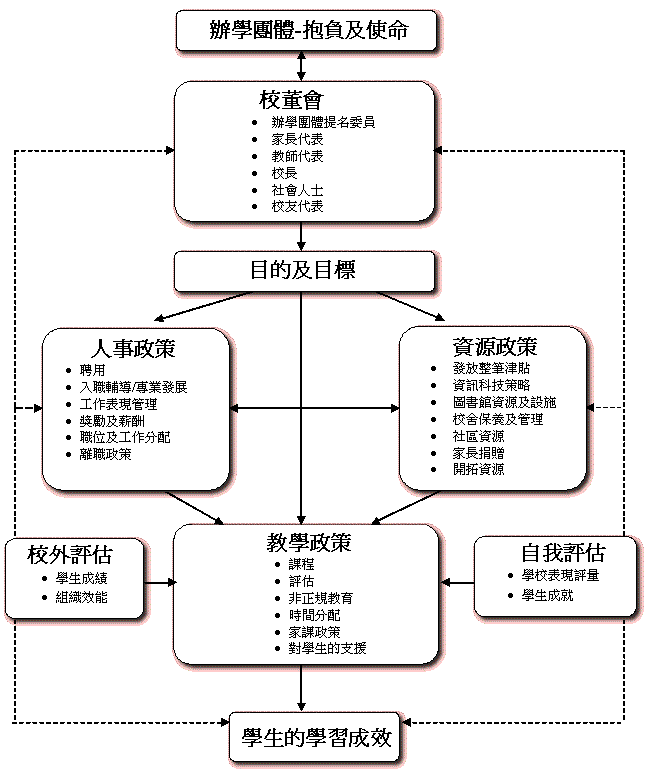 辦學團體-抱負及使命
校董會
• 辦學團體提名委員
• 家長代表
• 教師代表
• 校長
• 社會人士
• 校友代表
目的及目標
人事政策
• 聘用
• 入職輔導/專業發展
• 工作表現管理
• 獎勵及薪酬
• 職位及工作分配
• 離職政策
資源政策
• 發放整筆津貼
• 資訊科技策略
• 圖書館資源及設施
• 校舍保養及管理
• 社區資源
• 家長捐贈
• 開拓資源
校外評估
• 學生成績
• 組織效能
教學政策
• 課程
• 評估
• 非正規教育
• 時間分配
• 家課政策
• 對學生的支援
自我評估
• 學校表現評量
• 學生成就
學生的學習成效